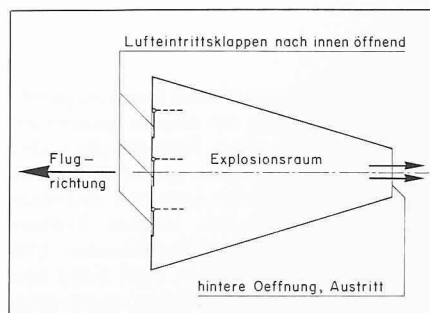 Lufteintrittsklappen nach innen öffnend
Flug-
richtung
Explosionsraum
hintere Oeffnung, Austritt